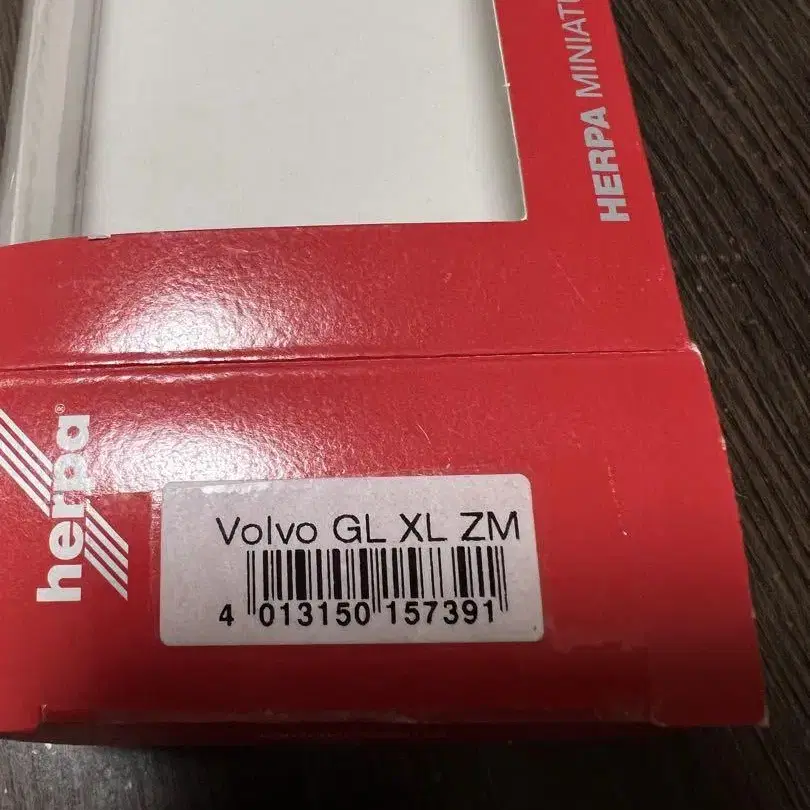 HERPA MINIATU
herpa®
Volvo GL XL ZM
4 013150 157391